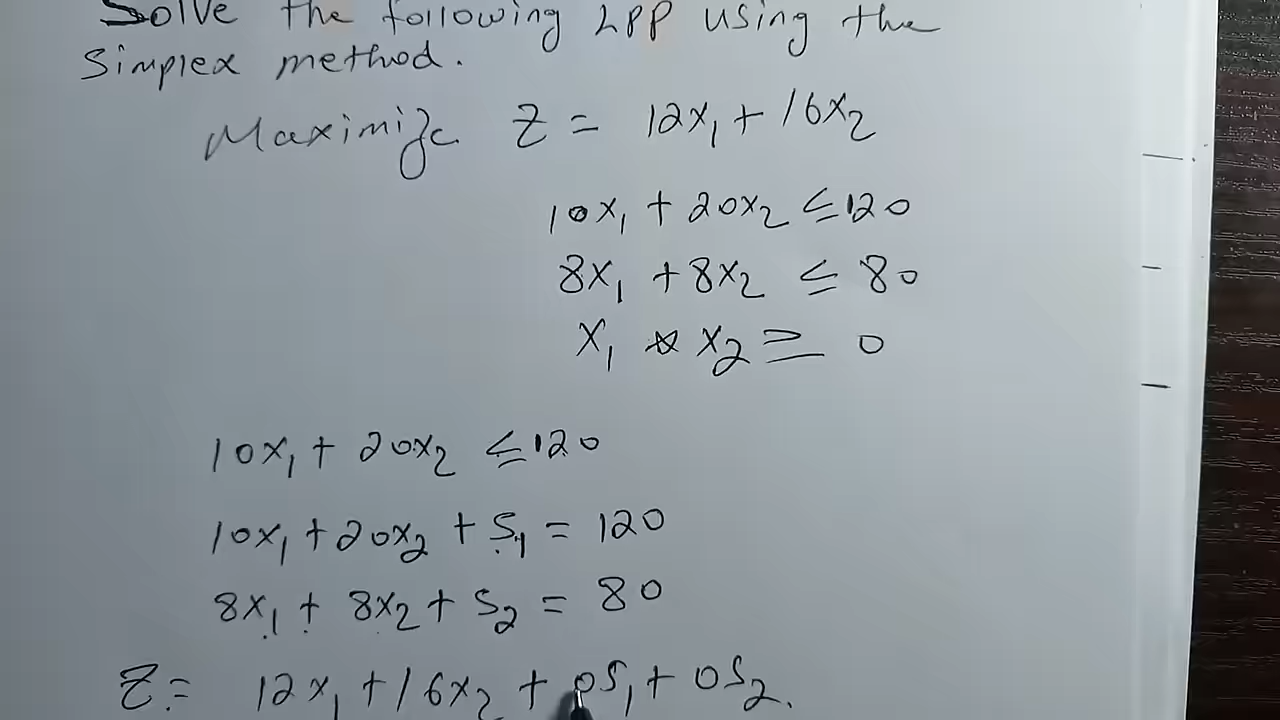 Solve the following LPP using the
Simplex method.
Maximize Z = 12x₁ + 16x₂
10x₁ + 20x₂ ≤ 120
8x₁ + 8x₂ ≤ 80
x₁ & x₂ ≥ 0
10x₁ + 20x₂ ≤ 120
10x₁ + 20x₂ + S₁ = 120
8x₁ + 8x₂ + S₂ = 80
Z = 12x₁ + 16x₂ + 0S₁ + 0S₂.